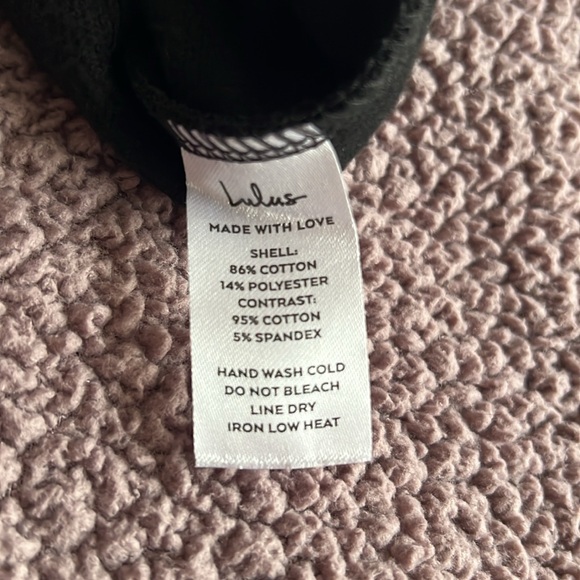 Lulus
MADE WITH LOVE
SHELL:
86% COTTON
14% POLYESTER
CONTRAST:
95% COTTON
5% SPANDEX
HAND WASH COLD
DO NOT BLEACH
LINE DRY
IRON LOW HEAT